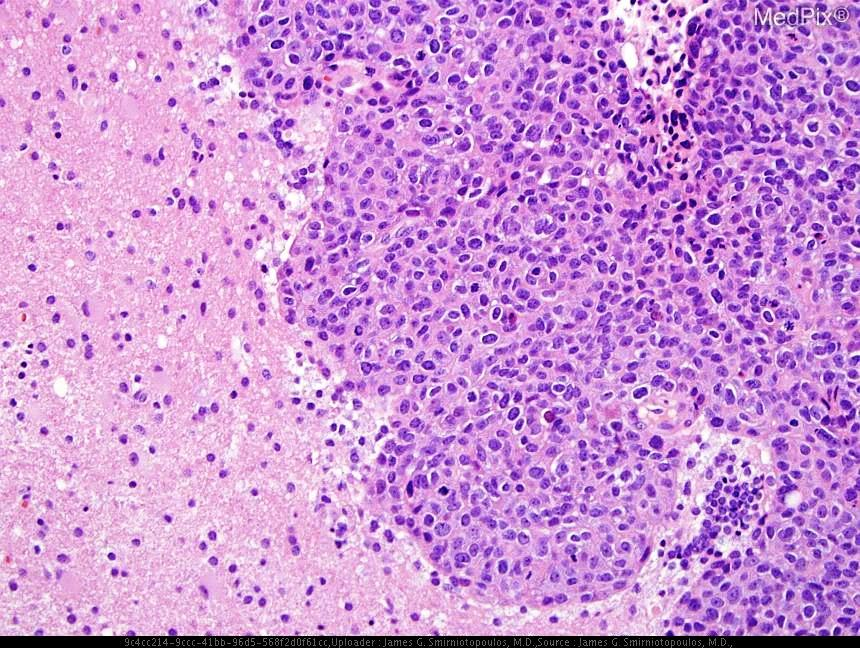 MedPix®
9c4cc214-9ccc-41bb-96d5-568f2d0f61cc,Uploader: James G. Smirniotopoulos, M.D.,Source: James G. Smirniotopoulos, M.D.,